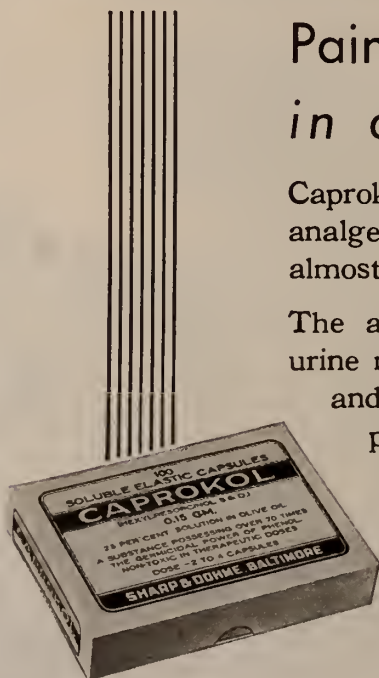 Pain
in
Caprok
analge
almost
The a
urine
and
p
100
SOLUBLE ELASTIC CAPSULES
CAPROKOL
(HEXYLRESORCINOL, S & D)
0.15 GM.
25 PER CENT SOLUTION IN OLIVE OIL
A SUBSTANCE POSSESSING OVER 70 TIMES
THE GERMICIDAL POWER OF PHENOL
NON-TOXIC IN THERAPEUTIC DOSES
DOSE – 2 TO 4 CAPSULES
SHARP & DOHME, BALTIMORE